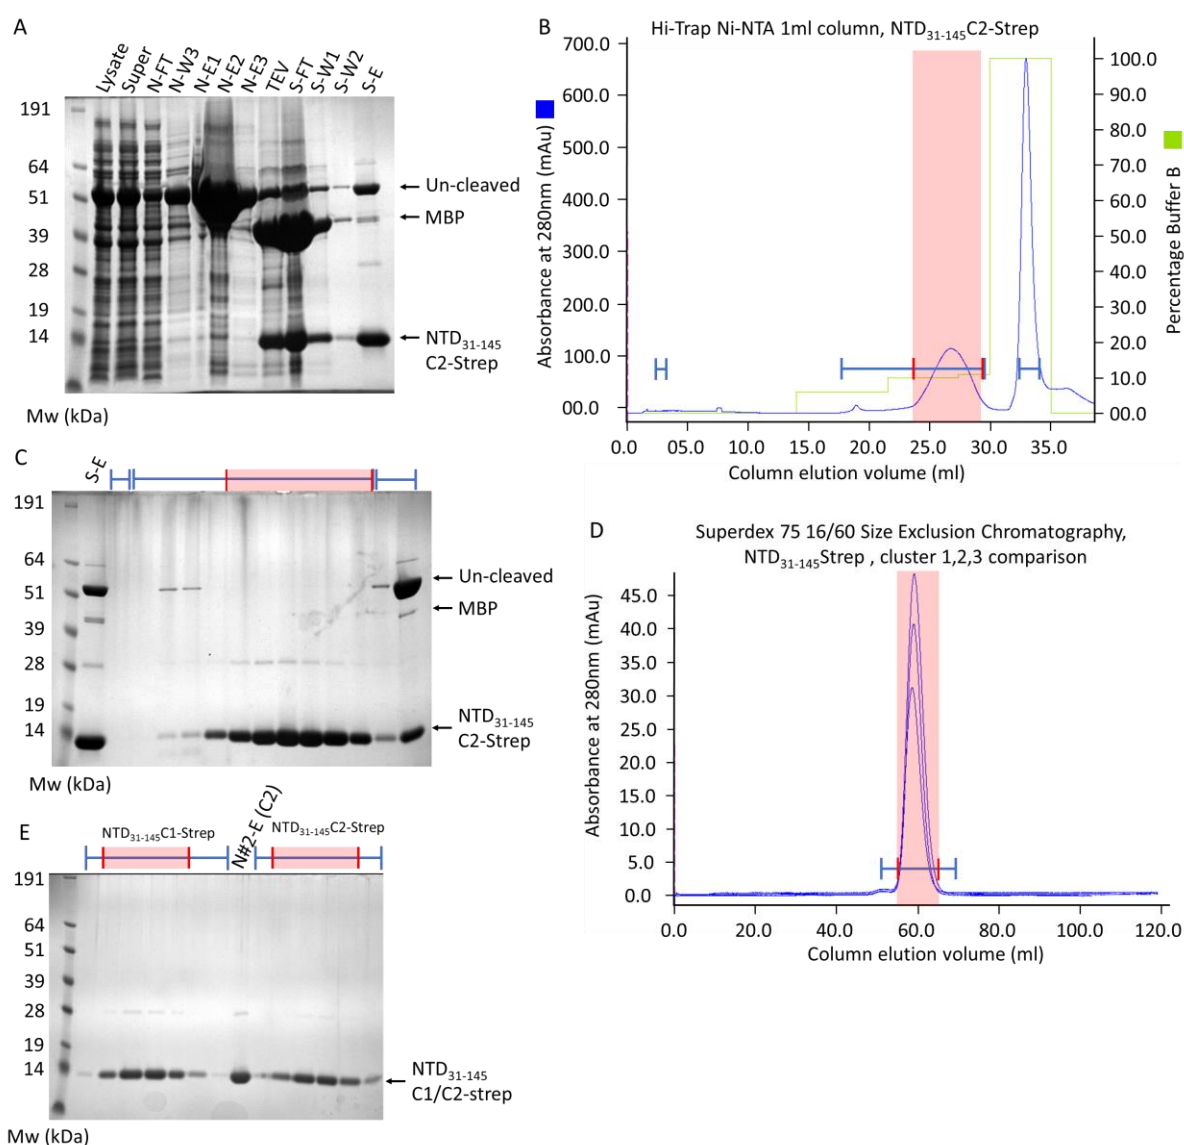 A
Lysate
Super
N-FT
N-W3
N-E1
N-E2
N-E3
TEV
S-FT
S-W1
S-W2
S-E
191
64
51
39
28
19
14
Un-cleaved
MBP
NTD31-145
C2-Strep
Mw (kDa)
B
Hi-Trap Ni-NTA 1ml column, NTD31-145C2-Strep
Absorbance at 280nm (mAu)
700.0
600.0
500.0
400.0
300.0
200.0
100.0
00.0
100.0
90.0
80.0
70.0
60.0
50.0
40.0
30.0
20.0
10.0
00.0
Percentage Buffer B
0.0 05.0 10.0 15.0 20.0 25.0 30.0 35.0
Column elution volume (ml)
C
S-E
191
64
51
39
28
19
14
Un-cleaved
MBP
NTD31-145
C2-Strep
Mw (kDa)
D
Superdex 75 16/60 Size Exclusion Chromatography,
NTD31-145Strep , cluster 1,2,3 comparison
Absorbance at 280nm (mAu)
45.0
40.0
35.0
30.0
25.0
20.0
15.0
10.0
5.0
0.0
0.0 20.0 40.0 60.0 80.0 100.0 120.0
Column elution volume (ml)
E
NTD31-145C1-Strep
N#2-E (C2)
NTD31-145C2-Strep
191
64
51
39
28
19
14
NTD31-145
C1/C2-strep
Mw (kDa)